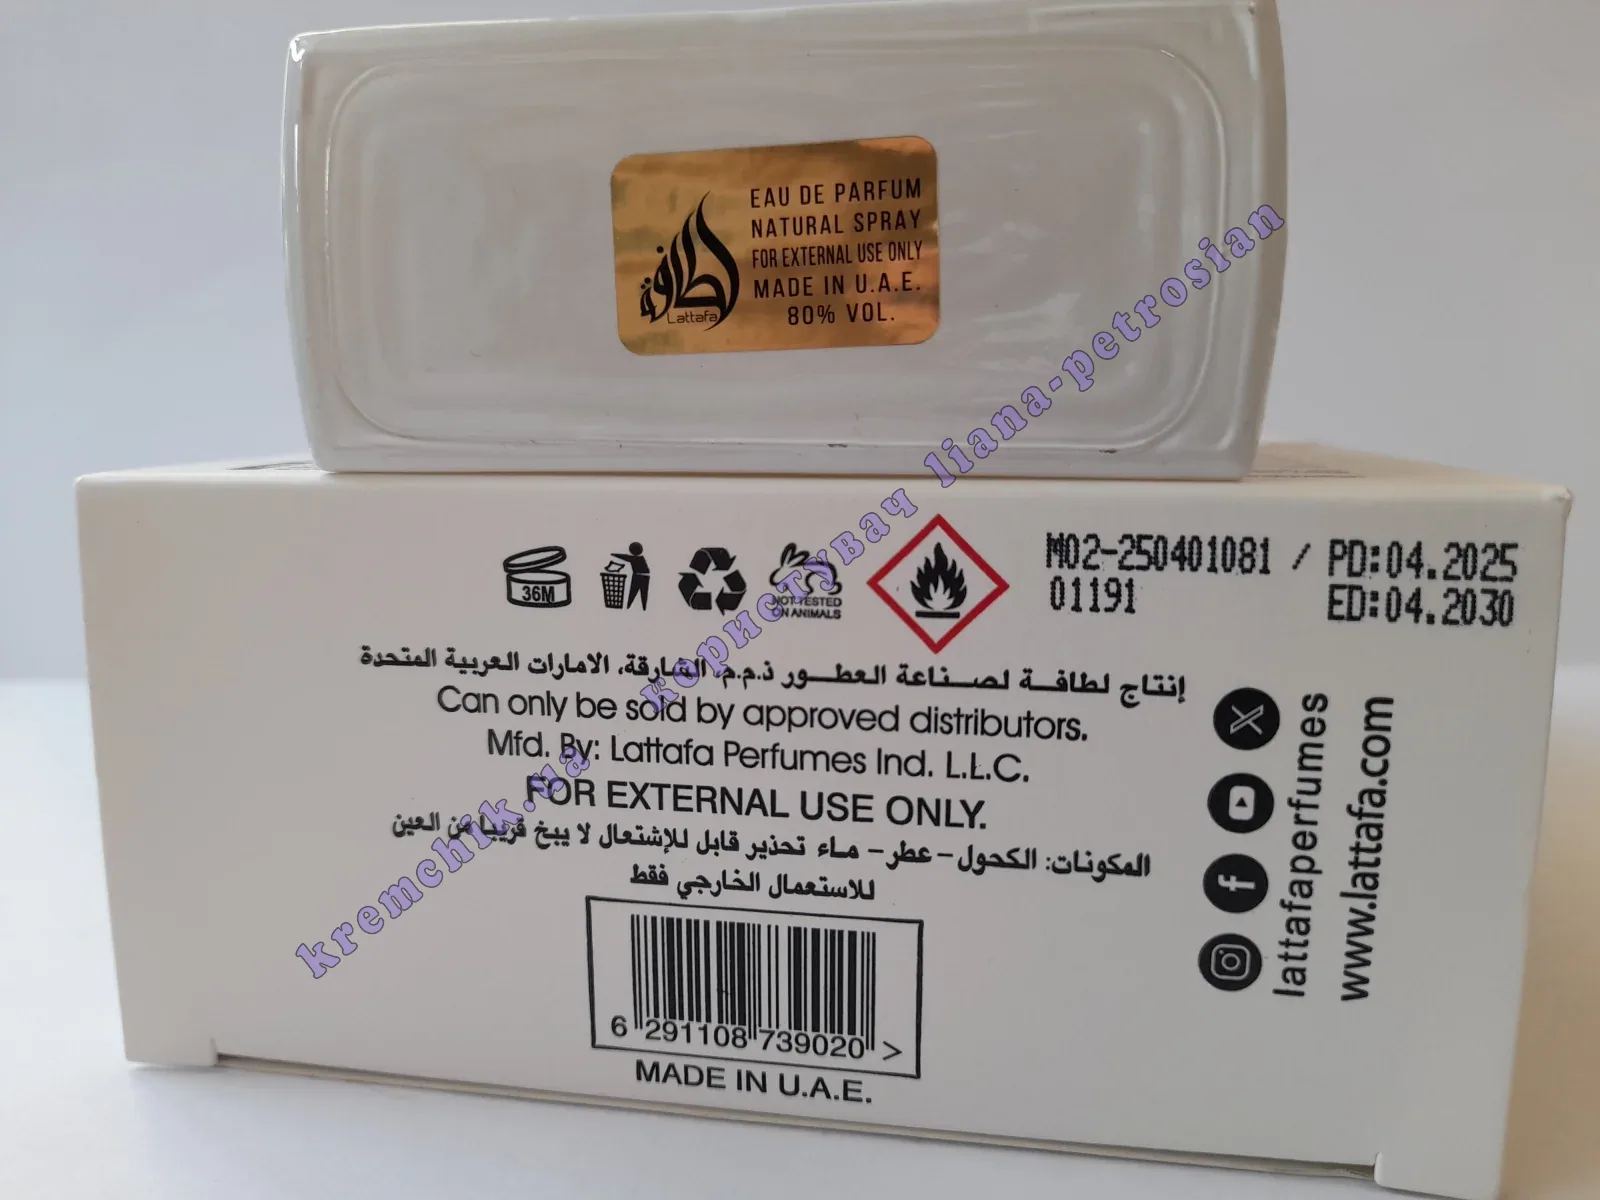 EAU DE PARFUM
NATURAL SPRAY
FOR EXTERNAL USE ONLY
MADE IN U.A.E.
80% VOL.
لطافة
Lattafa
36M
NOT TESTED
ON ANIMALS
M02-250401081 / PD:04.2025
01191 ED:04.2030
إنتاج لطافة لصناعة العطور ذ.م.م، الشارقة، الامارات العربية المتحدة
Can only be sold by approved distributors.
Mfd. By: Lattafa Perfumes Ind. L.L.C.
FOR EXTERNAL USE ONLY.
المكونات: الكحول - عطر - ماء تحذير قابل للإشتعال لا يبخ قريبا من العين
للاستعمال الخارجي فقط
6 291108 739020 >
MADE IN U.A.E.
lattafaperfumes
www.lattafa.com
kremchik.ua користувач liana-petrosian